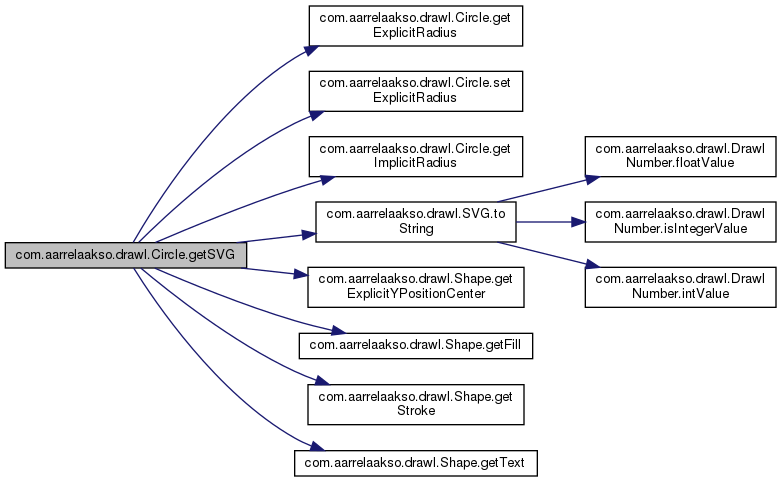 com.aarrelaakso.drawl.Circle.getSVG
com.aarrelaakso.drawl.Circle.get
ExplicitRadius
com.aarrelaakso.drawl.Circle.set
ExplicitRadius
com.aarrelaakso.drawl.Circle.get
ImplicitRadius
com.aarrelaakso.drawl.SVG.to
String
com.aarrelaakso.drawl.Drawl
Number.floatValue
com.aarrelaakso.drawl.Drawl
Number.isIntegerValue
com.aarrelaakso.drawl.Drawl
Number.intValue
com.aarrelaakso.drawl.Shape.get
ExplicitYPositionCenter
com.aarrelaakso.drawl.Shape.getFill
com.aarrelaakso.drawl.Shape.get
Stroke
com.aarrelaakso.drawl.Shape.getText